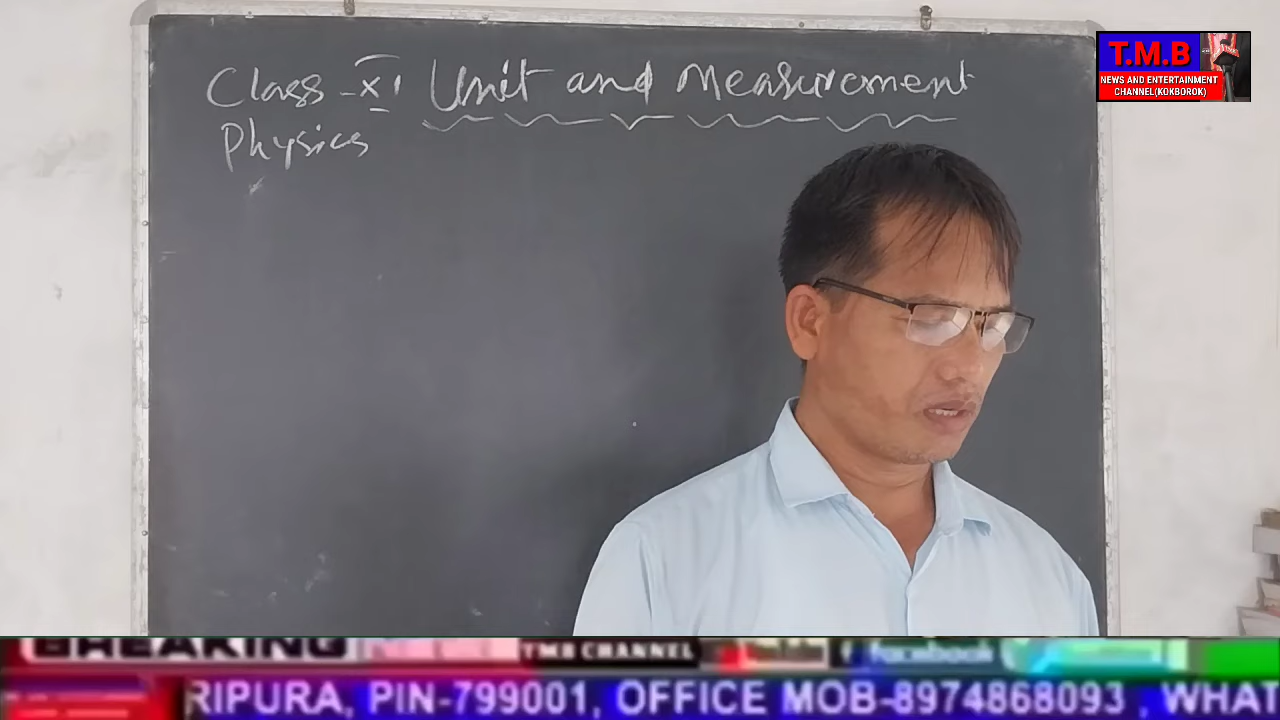 Class - XI Unit and Measurement
Physics
T.M.B
NEWS AND ENTERTAINMENT
CHANNEL(KOKBOROK)
BREAKING
TMB CHANNEL
facebook
RIPURA, PIN-799001, OFFICE MOB-8974868093 , WHAT